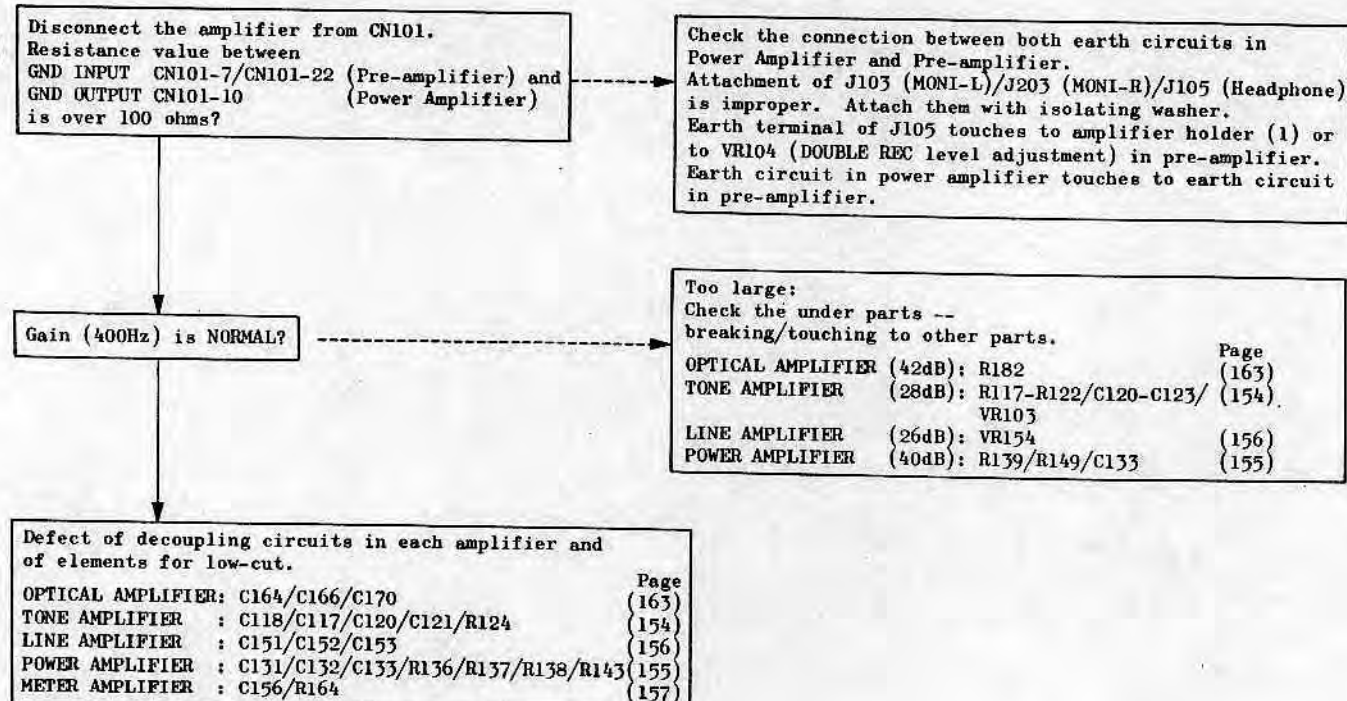 Disconnect the amplifier from CN101.
Resistance value between
GND INPUT CN101-7/CN101-22 (Pre-amplifier) and
GND OUTPUT CN101-10 (Power Amplifier)
is over 100 ohms?
Check the connection between both earth circuits in
Power Amplifier and Pre-amplifier.
Attachment of J103 (MONI-L)/J203 (MONI-R)/J105 (Headphone)
is improper. Attach them with isolating washer.
Earth terminal of J105 touches to amplifier holder (1) or
to VR104 (DOUBLE REC level adjustment) in pre-amplifier.
Earth circuit in power amplifier touches to earth circuit
in pre-amplifier.
Gain (400Hz) is NORMAL?
Too large:
Check the under parts --
breaking/touching to other parts.
Page
OPTICAL AMPLIFIER (42dB): R182 (163)
TONE AMPLIFIER (28dB): R117-R122/C120-C123/ (154)
VR103
LINE AMPLIFIER (26dB): VR154 (156)
POWER AMPLIFIER (40dB): R139/R149/C133 (155)
Defect of decoupling circuits in each amplifier and
of elements for low-cut.
Page
OPTICAL AMPLIFIER: C164/C166/C170 (163)
TONE AMPLIFIER : C118/C117/C120/C121/R124 (154)
LINE AMPLIFIER : C151/C152/C153 (156)
POWER AMPLIFIER : C131/C132/C133/R136/R137/R138/R143(155)
METER AMPLIFIER : C156/R164 (157)